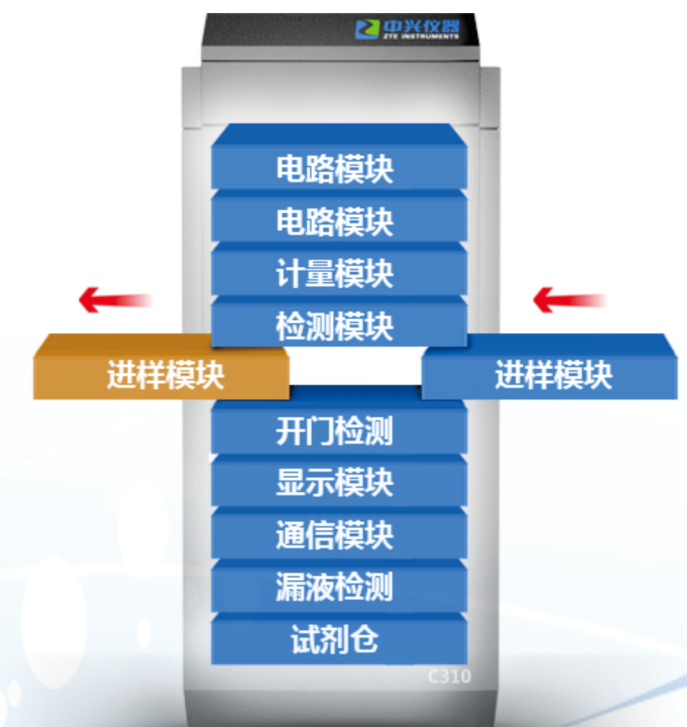 中兴仪器
ZTE INSTRUMENTS
电路模块
电路模块
计量模块
检测模块
进样模块
进样模块
开门检测
显示模块
通信模块
漏液检测
试剂仓
C310